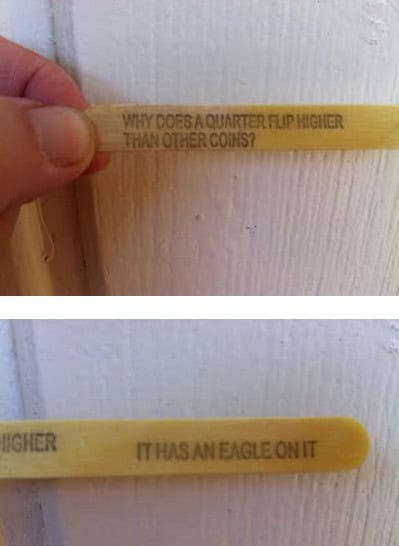 WHY DOES A QUARTER FLIP HIGHER
THAN OTHER COINS?
HIGHER
IT HAS AN EAGLE ON IT